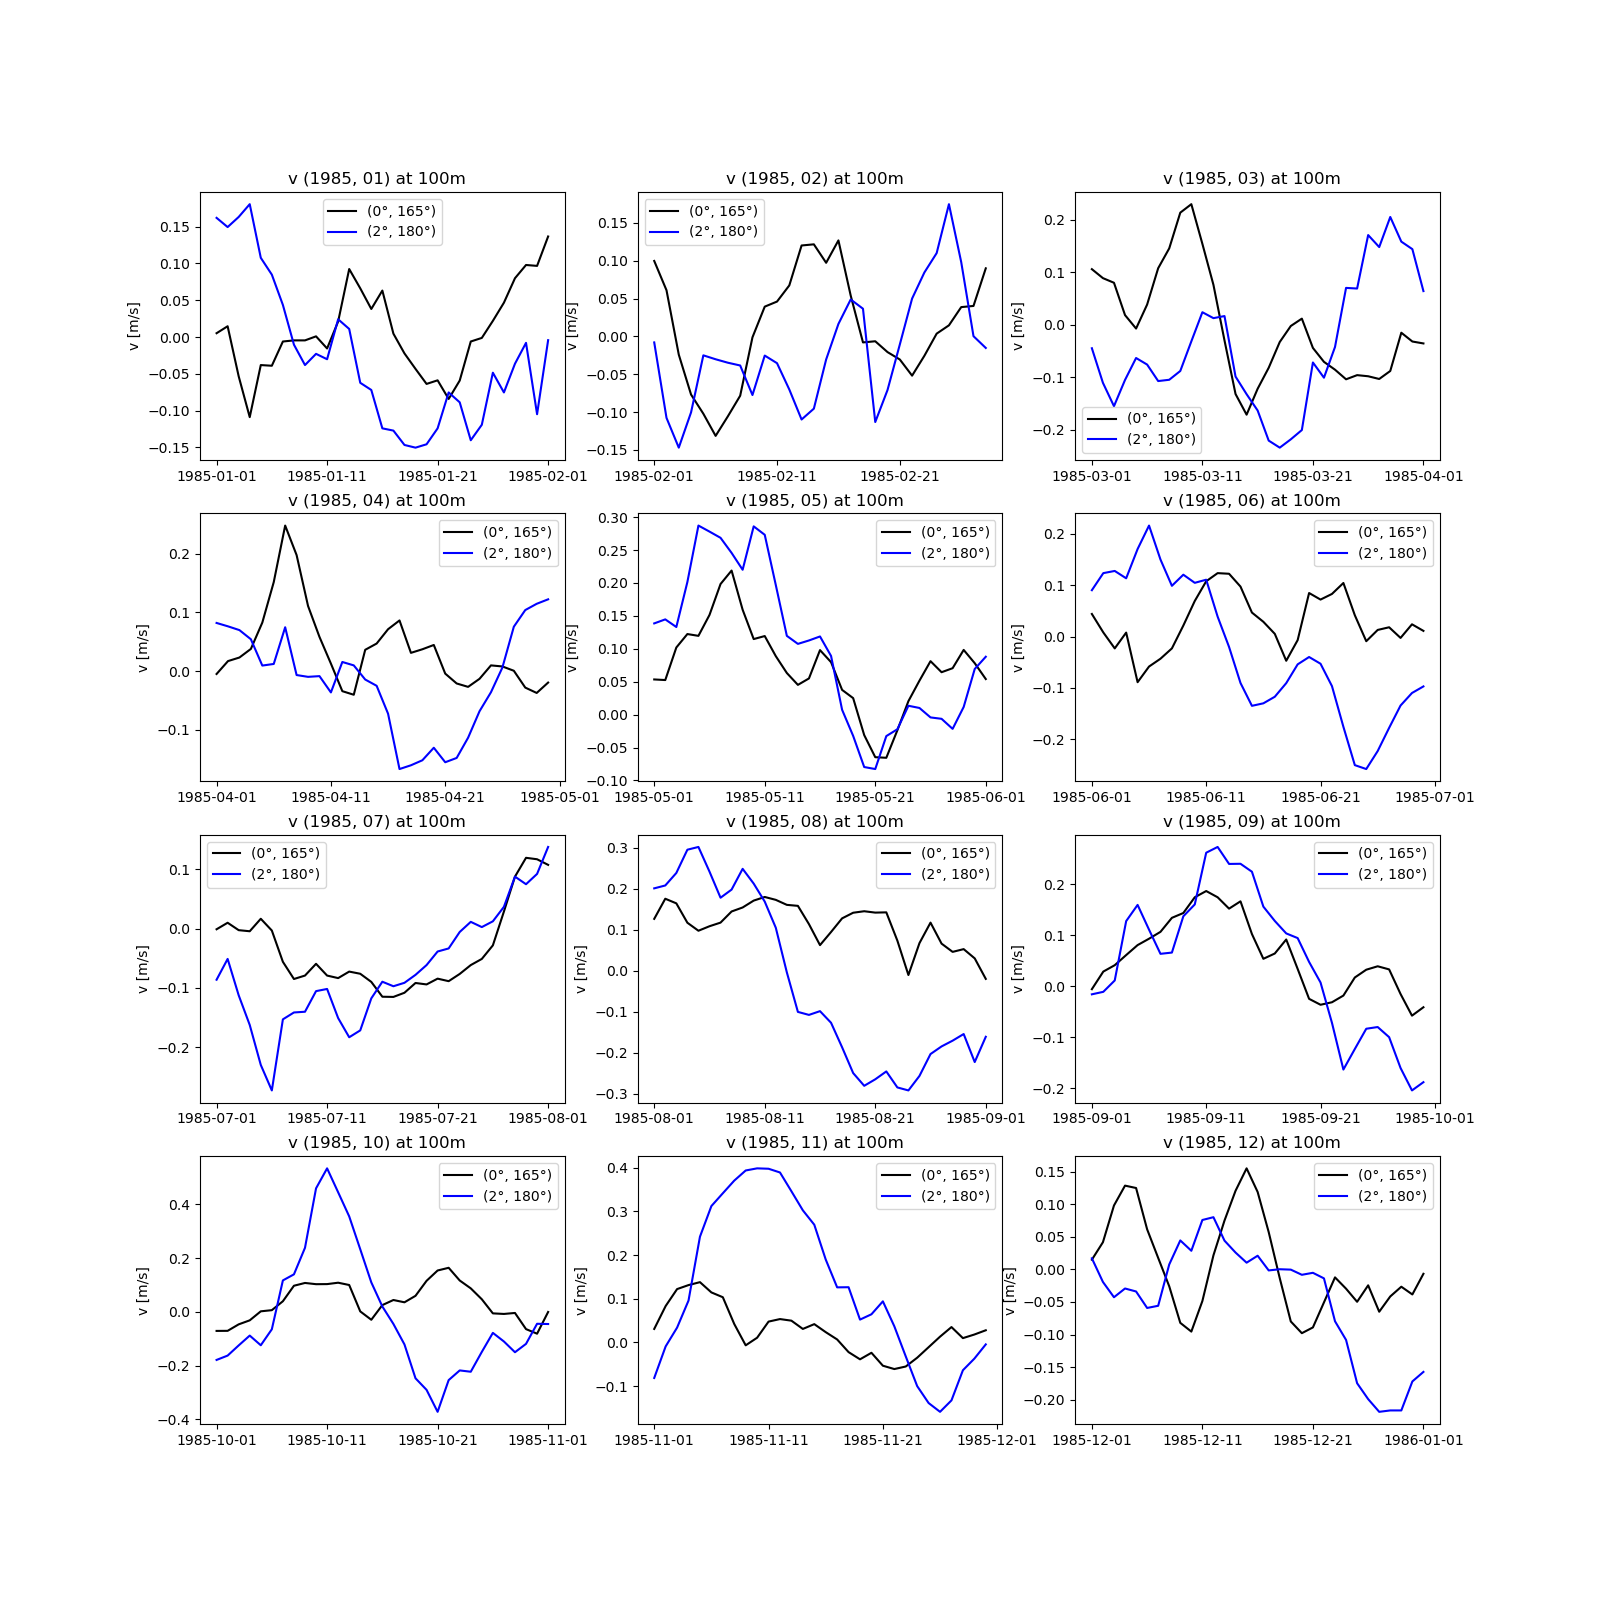 v (1985, 01) at 100m
v [m/s]
0.15
0.10
0.05
0.00
−0.05
−0.10
−0.15
(0°, 165°)
(2°, 180°)
1985-01-01 1985-01-11 1985-01-21 1985-02-01
v (1985, 02) at 100m
v [m/s]
0.15
0.10
0.05
0.00
−0.05
−0.10
−0.15
(0°, 165°)
(2°, 180°)
1985-02-01 1985-02-11 1985-02-21
v (1985, 03) at 100m
v [m/s]
0.2
0.1
0.0
−0.1
−0.2
(0°, 165°)
(2°, 180°)
1985-03-01 1985-03-11 1985-03-21 1985-04-01
v (1985, 04) at 100m
v [m/s]
0.2
0.1
0.0
−0.1
(0°, 165°)
(2°, 180°)
1985-04-01 1985-04-11 1985-04-21 1985-05-01
v (1985, 05) at 100m
v [m/s]
0.30
0.25
0.20
0.15
0.10
0.05
0.00
−0.05
−0.10
(0°, 165°)
(2°, 180°)
1985-05-01 1985-05-11 1985-05-21 1985-06-01
v (1985, 06) at 100m
v [m/s]
0.2
0.1
0.0
−0.1
−0.2
(0°, 165°)
(2°, 180°)
1985-06-01 1985-06-11 1985-06-21 1985-07-01
v (1985, 07) at 100m
v [m/s]
0.1
0.0
−0.1
−0.2
(0°, 165°)
(2°, 180°)
1985-07-01 1985-07-11 1985-07-21 1985-08-01
v (1985, 08) at 100m
v [m/s]
0.3
0.2
0.1
0.0
−0.1
−0.2
−0.3
(0°, 165°)
(2°, 180°)
1985-08-01 1985-08-11 1985-08-21 1985-09-01
v (1985, 09) at 100m
v [m/s]
0.2
0.1
0.0
−0.1
−0.2
(0°, 165°)
(2°, 180°)
1985-09-01 1985-09-11 1985-09-21 1985-10-01
v (1985, 10) at 100m
v [m/s]
0.4
0.2
0.0
−0.2
−0.4
(0°, 165°)
(2°, 180°)
1985-10-01 1985-10-11 1985-10-21 1985-11-01
v (1985, 11) at 100m
v [m/s]
0.4
0.3
0.2
0.1
0.0
−0.1
(0°, 165°)
(2°, 180°)
1985-11-01 1985-11-11 1985-11-21 1985-12-01
v (1985, 12) at 100m
v [m/s]
0.15
0.10
0.05
0.00
−0.05
−0.10
−0.15
−0.20
(0°, 165°)
(2°, 180°)
1985-12-01 1985-12-11 1985-12-21 1986-01-01